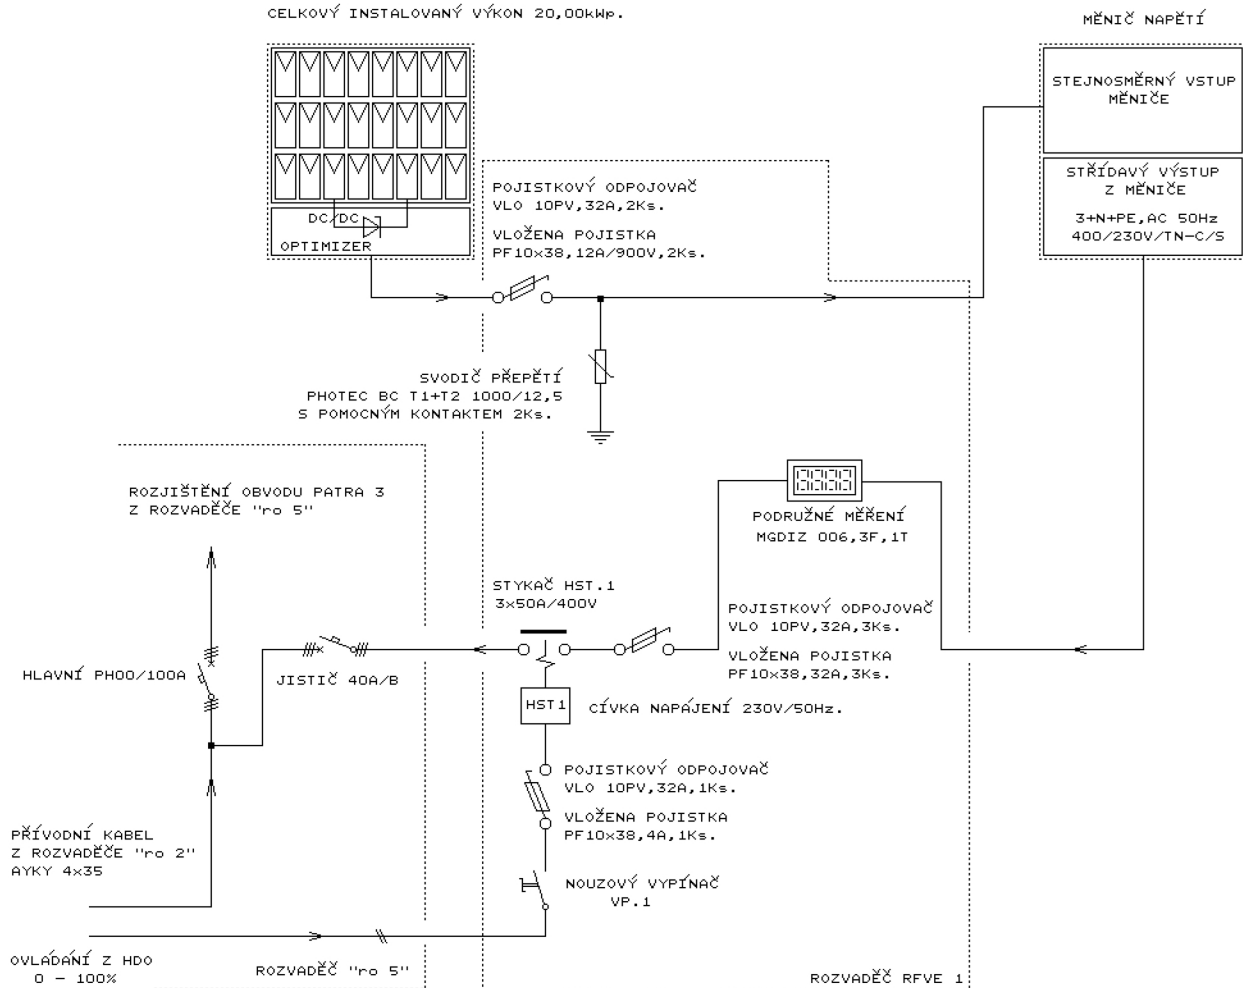 CELKOVÝ INSTALOVANÝ VÝKON 20,00kWp.
MĚNIČ NAPĚTÍ
STEJNOSMĚRNÝ VSTUP
MĚNIČE
STŘÍDAVÝ VÝSTUP
Z MĚNIČE
3+N+PE,AC 50Hz
400/230V/TN-C/S
DC/DC
OPTIMIZER
POJISTKOVÝ ODPOJOVAČ
VLO 10PV,32A,2Ks.
VLOŽENA POJISTKA
PF10x38,12A/900V,2Ks.
SVODIČ PŘEPĚTÍ
PHOTEC BC T1+T2 1000/12,5
S POMOCNÝM KONTAKTEM 2Ks.
ROZJIŠTĚNÍ OBVODU PATRA 3
Z ROZVADĚČE "ro 5"
PODRUŽNÉ MĚŘENÍ
MGDIZ 006,3F,1T
STYKAČ HST.1
3x50A/400V
POJISTKOVÝ ODPOJOVAČ
VLO 10PV,32A,3Ks.
VLOŽENA POJISTKA
PF10x38,32A,3Ks.
HLAVNÍ PH00/100A
JISTIČ 40A/B
HST1
CÍVKA NAPÁJENÍ 230V/50Hz.
POJISTKOVÝ ODPOJOVAČ
VLO 10PV,32A,1Ks.
VLOŽENA POJISTKA
PF10x38,4A,1Ks.
PŘÍVODNÍ KABEL
Z ROZVADĚČE "ro 2"
AYKY 4x35
NOUZOVÝ VYPÍNAČ
VP.1
OVLÁDÁNÍ Z HDO
0 - 100%
ROZVADĚČ "ro 5"
ROZVADĚČ RFVE 1